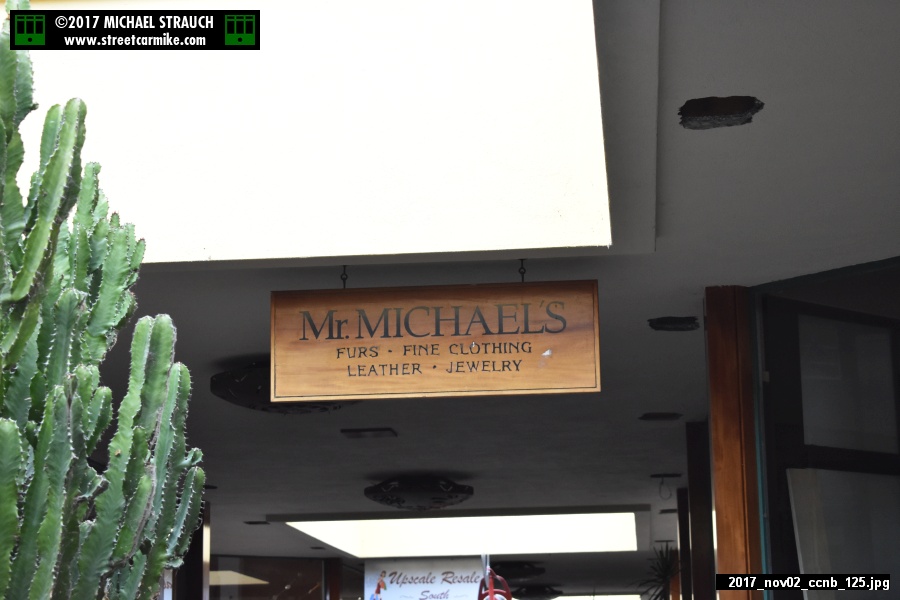 ©2017 MICHAEL STRAUCH
www.streetcarmike.com
Mr. MICHAEL'S
FURS · FINE CLOTHING
LEATHER · JEWELRY
Upscale Resale
South
2017_nov02_ccnb_125.jpg